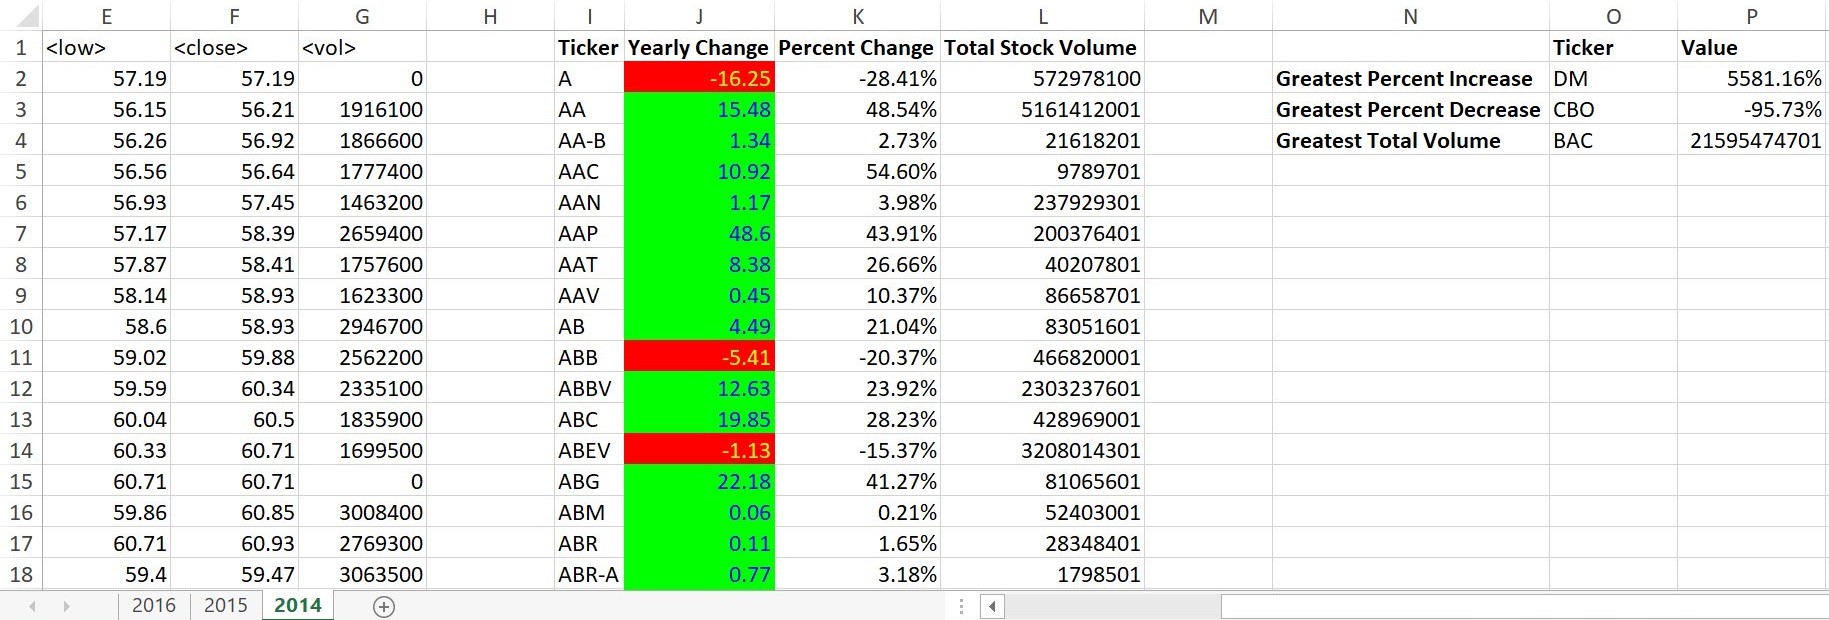 E F G H I J K L M N O P
1 <low> <close> <vol> Ticker Yearly Change Percent Change Total Stock Volume Ticker Value
2 57.19 57.19 0 A -16.25 -28.41% 572978100 Greatest Percent Increase DM 5581.16%
3 56.15 56.21 1916100 AA 15.48 48.54% 5161412001 Greatest Percent Decrease CBO -95.73%
4 56.26 56.92 1866600 AA-B 1.34 2.73% 21618201 Greatest Total Volume BAC 21595474701
5 56.56 56.64 1777400 AAC 10.92 54.60% 9789701
6 56.93 57.45 1463200 AAN 1.17 3.98% 237929301
7 57.17 58.39 2659400 AAP 48.6 43.91% 200376401
8 57.87 58.41 1757600 AAT 8.38 26.66% 40207801
9 58.14 58.93 1623300 AAV 0.45 10.37% 86658701
10 58.6 58.93 2946700 AB 4.49 21.04% 83051601
11 59.02 59.88 2562200 ABB -5.41 -20.37% 466820001
12 59.59 60.34 2335100 ABBV 12.63 23.92% 2303237601
13 60.04 60.5 1835900 ABC 19.85 28.23% 428969001
14 60.33 60.71 1699500 ABEV -1.13 -15.37% 3208014301
15 60.71 60.71 0 ABG 22.18 41.27% 81065601
16 59.86 60.85 3008400 ABM 0.06 0.21% 52403001
17 60.71 60.93 2769300 ABR 0.11 1.65% 28348401
18 59.4 59.47 3063500 ABR-A 0.77 3.18% 1798501
2016 2015 2014